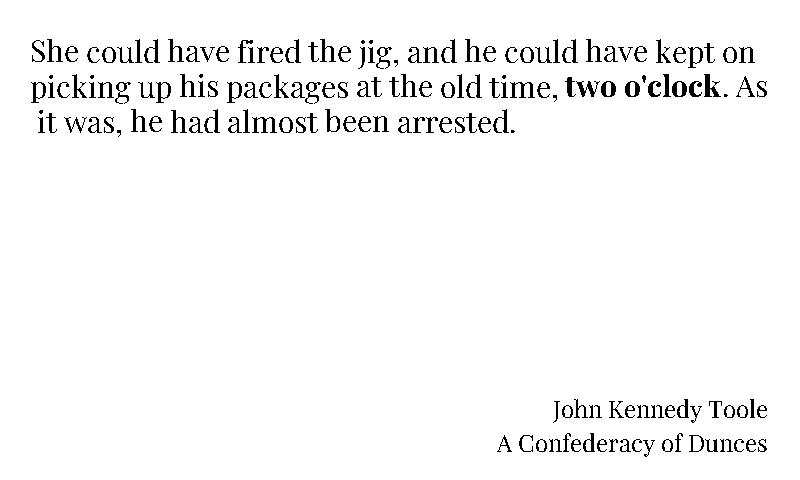 She could have fired the jig, and he could have kept on
picking up his packages at the old time, two o'clock. As
it was, he had almost been arrested.
John Kennedy Toole
A Confederacy of Dunces